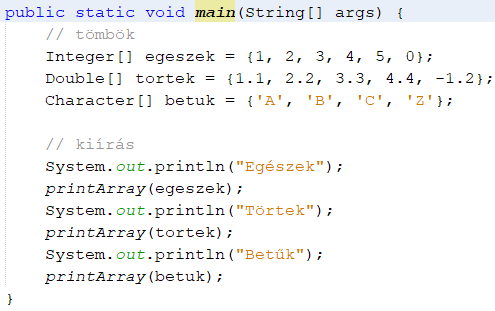 public static void main(String[] args) {
// tömbök
Integer[] egeszek = {1, 2, 3, 4, 5, 0};
Double[] tortek = {1.1, 2.2, 3.3, 4.4, -1.2};
Character[] betuk = {'A', 'B', 'C', 'Z'};
// kiírás
System.out.println("Egészek");
printArray(egeszek);
System.out.println("Törtek");
printArray(tortek);
System.out.println("Betűk");
printArray(betuk);
}